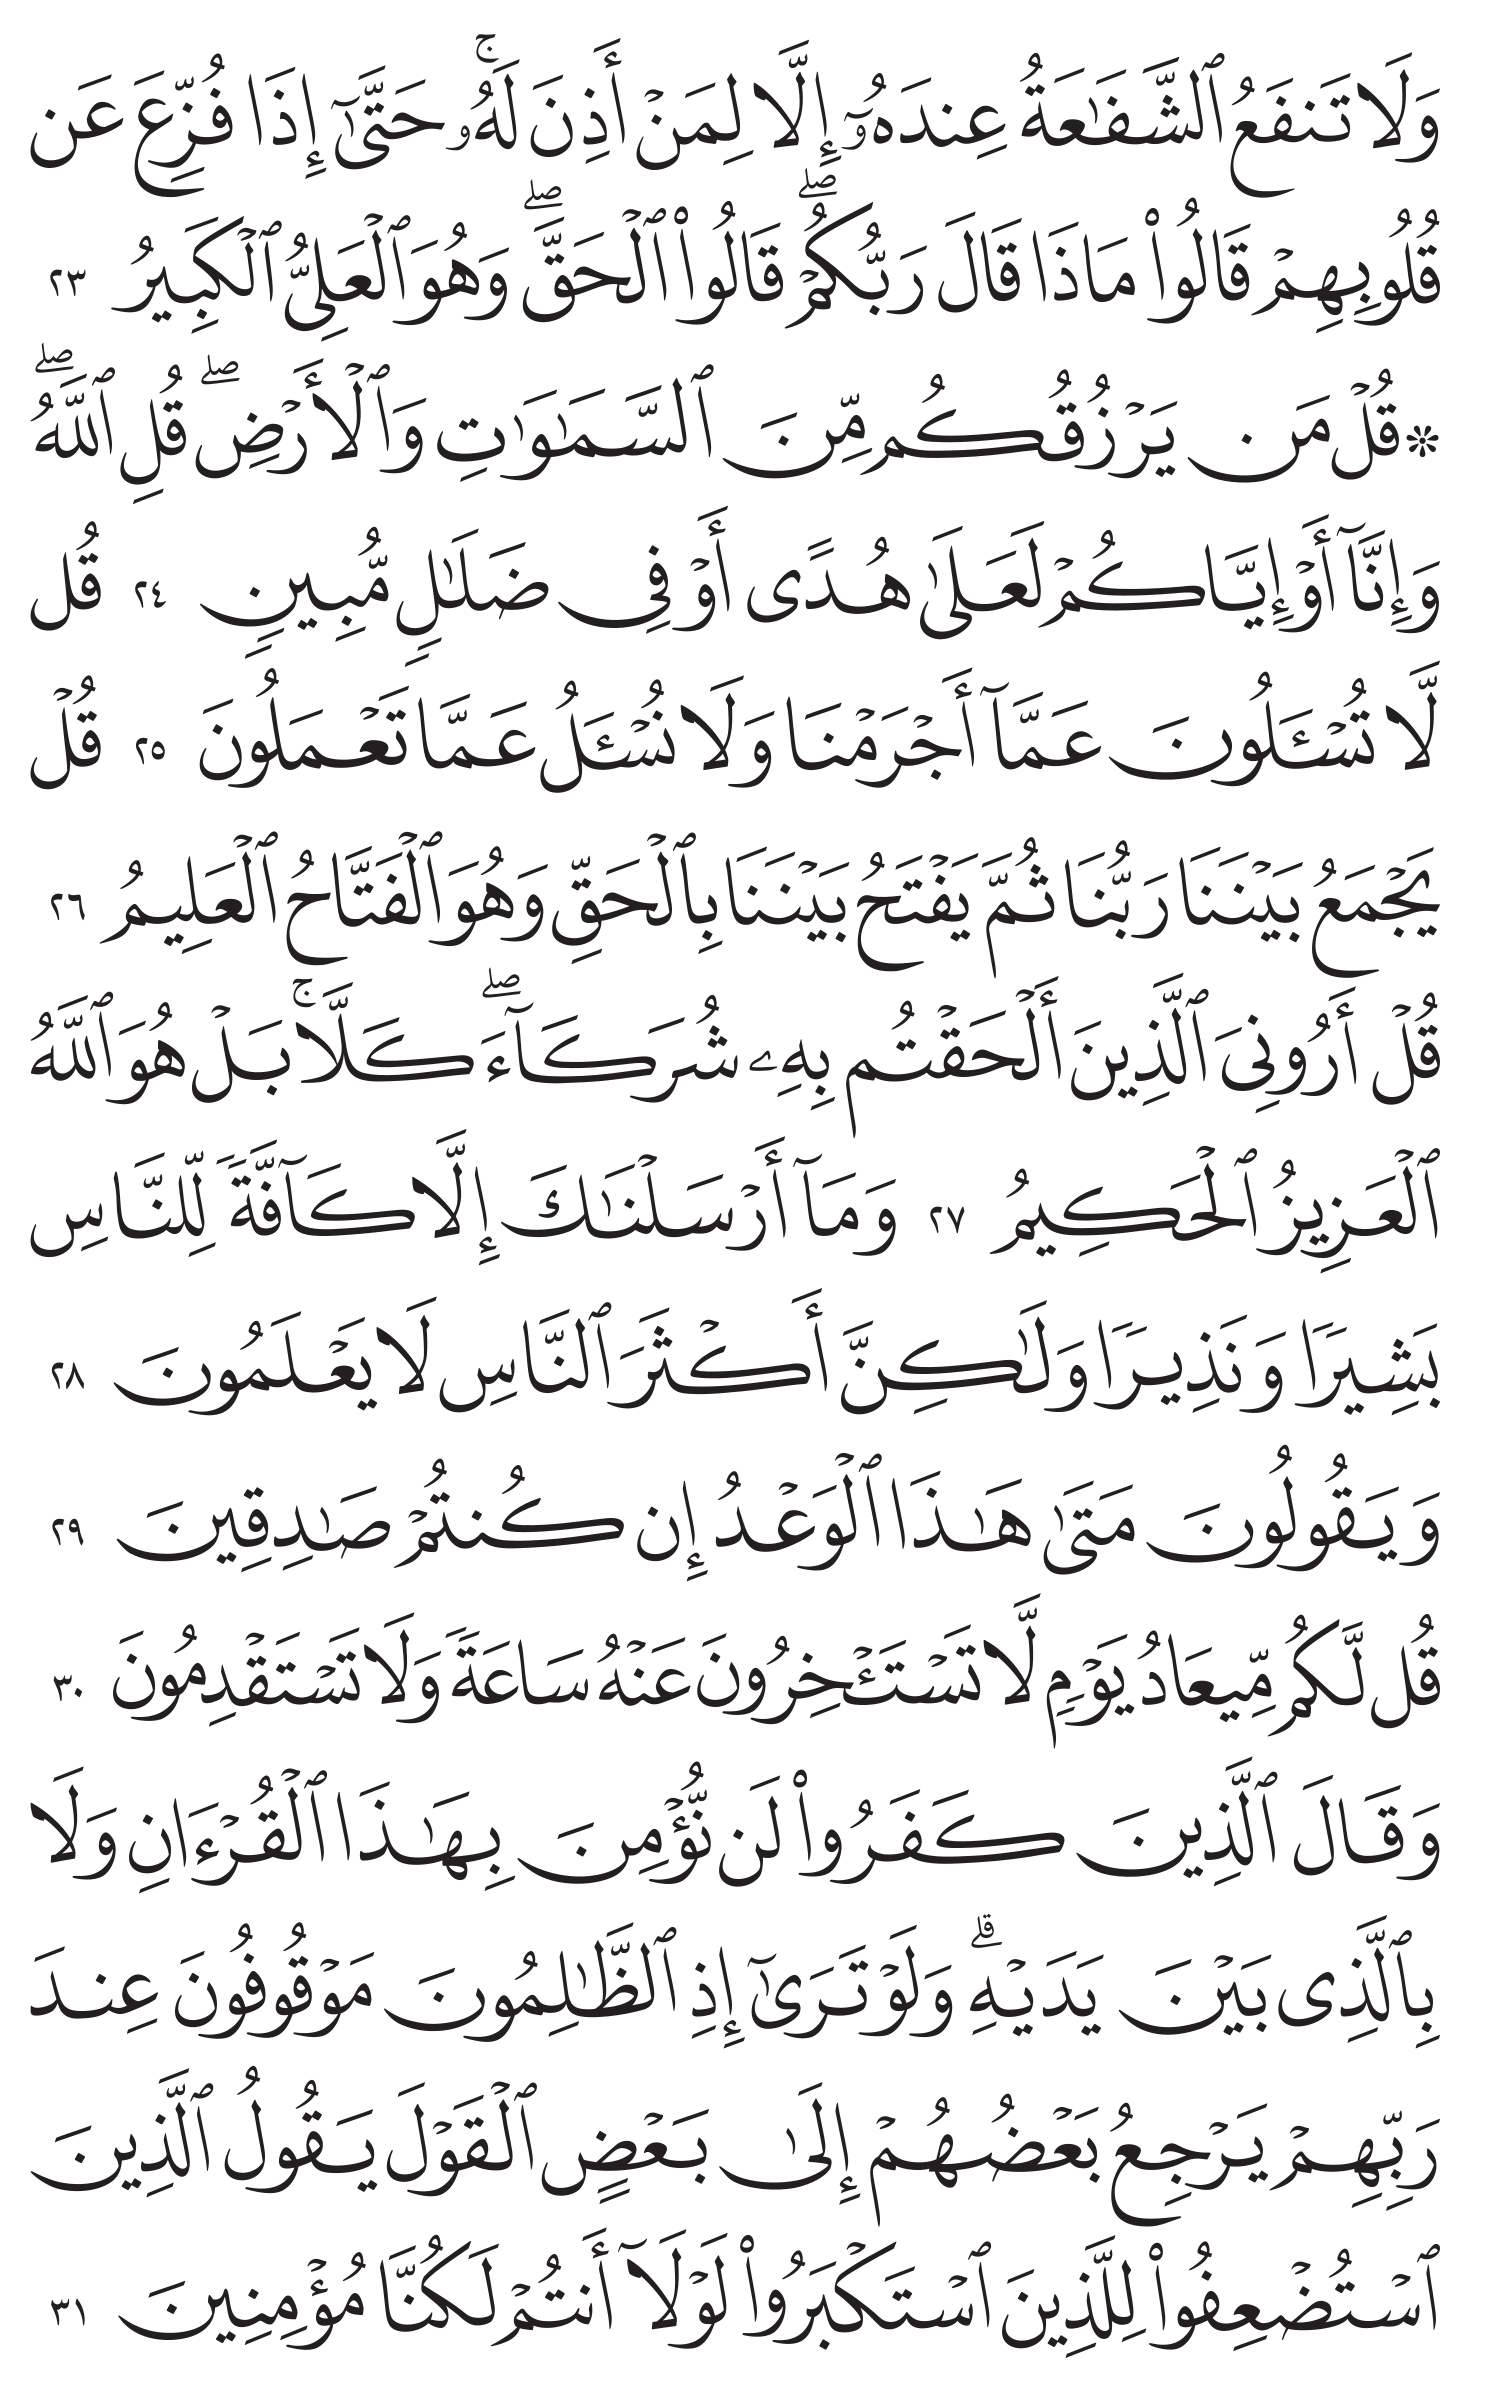 وَلَا تَنفَعُ ٱلشَّفَٰعَةُ عِندَهُۥٓ إِلَّا لِمَنْ أَذِنَ لَهُۥۚ حَتَّىٰٓ إِذَا فُزِّعَ عَن
قُلُوبِهِمْ قَالُوا۟ مَاذَا قَالَ رَبُّكُمْۖ قَالُوا۟ ٱلْحَقَّۖ وَهُوَ ٱلْعَلِىُّ ٱلْكَبِيرُ ٢٣
۞ قُلْ مَن يَرْزُقُكُم مِّنَ ٱلسَّمَٰوَٰتِ وَٱلْأَرْضِۖ قُلِ ٱللَّهُۖ
وَإِنَّآ أَوْ إِيَّاكُمْ لَعَلَىٰ هُدًى أَوْ فِى ضَلَٰلٍ مُّبِينٍ ٢٤ قُل
لَّا تُسْـَٔلُونَ عَمَّآ أَجْرَمْنَا وَلَا نُسْـَٔلُ عَمَّا تَعْمَلُونَ ٢٥ قُلْ
يَجْمَعُ بَيْنَنَا رَبُّنَا ثُمَّ يَفْتَحُ بَيْنَنَا بِٱلْحَقِّ وَهُوَ ٱلْفَتَّاحُ ٱلْعَلِيمُ ٢٦
قُلْ أَرُونِىَ ٱلَّذِينَ أَلْحَقْتُم بِهِۦ شُرَكَآءَۖ كَلَّاۚ بَلْ هُوَ ٱللَّهُ
ٱلْعَزِيزُ ٱلْحَكِيمُ ٢٧ وَمَآ أَرْسَلْنَٰكَ إِلَّا كَآفَّةً لِّلنَّاسِ
بَشِيرًا وَنَذِيرًا وَلَٰكِنَّ أَكْثَرَ ٱلنَّاسِ لَا يَعْلَمُونَ ٢٨
وَيَقُولُونَ مَتَىٰ هَٰذَا ٱلْوَعْدُ إِن كُنتُمْ صَٰدِقِينَ ٢٩
قُل لَّكُم مِّيعَادُ يَوْمٍ لَّا تَسْتَـْٔخِرُونَ عَنْهُ سَاعَةً وَلَا تَسْتَقْدِمُونَ ٣٠
وَقَالَ ٱلَّذِينَ كَفَرُوا۟ لَن نُّؤْمِنَ بِهَٰذَا ٱلْقُرْءَانِ وَلَا
بِٱلَّذِى بَيْنَ يَدَيْهِۗ وَلَوْ تَرَىٰٓ إِذِ ٱلظَّٰلِمُونَ مَوْقُوفُونَ عِندَ
رَبِّهِمْ يَرْجِعُ بَعْضُهُمْ إِلَىٰ بَعْضٍ ٱلْقَوْلَ يَقُولُ ٱلَّذِينَ
ٱسْتُضْعِفُوا۟ لِلَّذِينَ ٱسْتَكْبَرُوا۟ لَوْلَآ أَنتُمْ لَكُنَّا مُؤْمِنِينَ ٣١